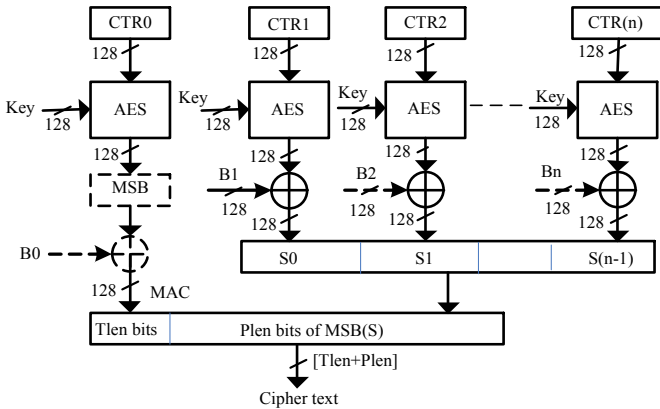 CTR0 CTR1 CTR2 CTR(n)
128 128 128 128
Key AES Key AES Key AES Key AES
128 128 128 128
128 128 128 128
MSB B1 B2 Bn
128 128 128
128 128 128
B0 S0 S1 S(n-1)
128 MAC
Tlen bits Plen bits of MSB(S)
[Tlen+Plen]
Cipher text